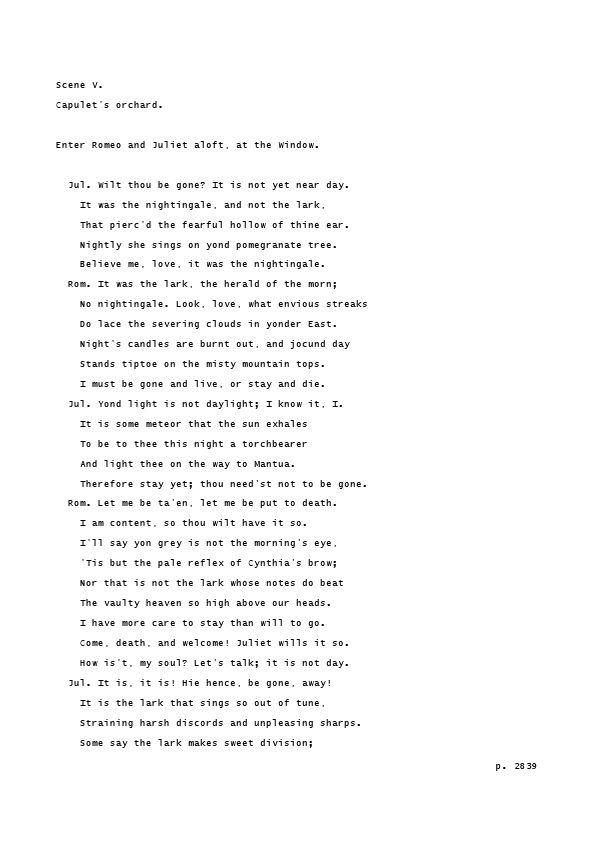 Scene V.
Capulet's orchard.
Enter Romeo and Juliet aloft, at the Window.
Jul. Wilt thou be gone? It is not yet near day.
It was the nightingale, and not the lark,
That pierc'd the fearful hollow of thine ear.
Nightly she sings on yond pomegranate tree.
Believe me, love, it was the nightingale.
Rom. It was the lark, the herald of the morn;
No nightingale. Look, love, what envious streaks
Do lace the severing clouds in yonder East.
Night's candles are burnt out, and jocund day
Stands tiptoe on the misty mountain tops.
I must be gone and live, or stay and die.
Jul. Yond light is not daylight; I know it, I.
It is some meteor that the sun exhales
To be to thee this night a torchbearer
And light thee on the way to Mantua.
Therefore stay yet; thou need'st not to be gone.
Rom. Let me be ta'en, let me be put to death.
I am content, so thou wilt have it so.
I'll say yon grey is not the morning's eye,
'Tis but the pale reflex of Cynthia's brow;
Nor that is not the lark whose notes do beat
The vaulty heaven so high above our heads.
I have more care to stay than will to go.
Come, death, and welcome! Juliet wills it so.
How is't, my soul? Let's talk; it is not day.
Jul. It is, it is! Hie hence, be gone, away!
It is the lark that sings so out of tune,
Straining harsh discords and unpleasing sharps.
Some say the lark makes sweet division;
p. 2839